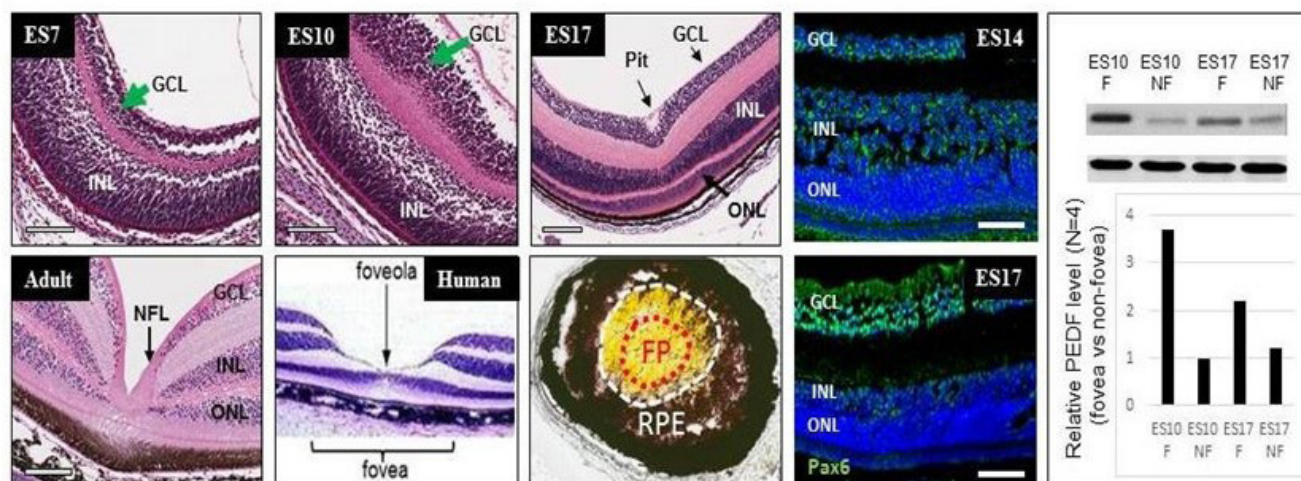 ES7
GCL
INL
ES10
GCL
INL
ES17
Pit
GCL
INL
ONL
GCL
ES14
INL
ONL
Adult
NFL
GCL
INL
ONL
foveola
Human
fovea
FP
RPE
GCL
ES17
INL
ONL
Pax6
ES10 ES10 ES17 ES17
F NF F NF
Relative PEDF level (N=4)
(fovea vs non-fovea)
4
3
2
1
0
ES10 ES10 ES17 ES17
F NF F NF